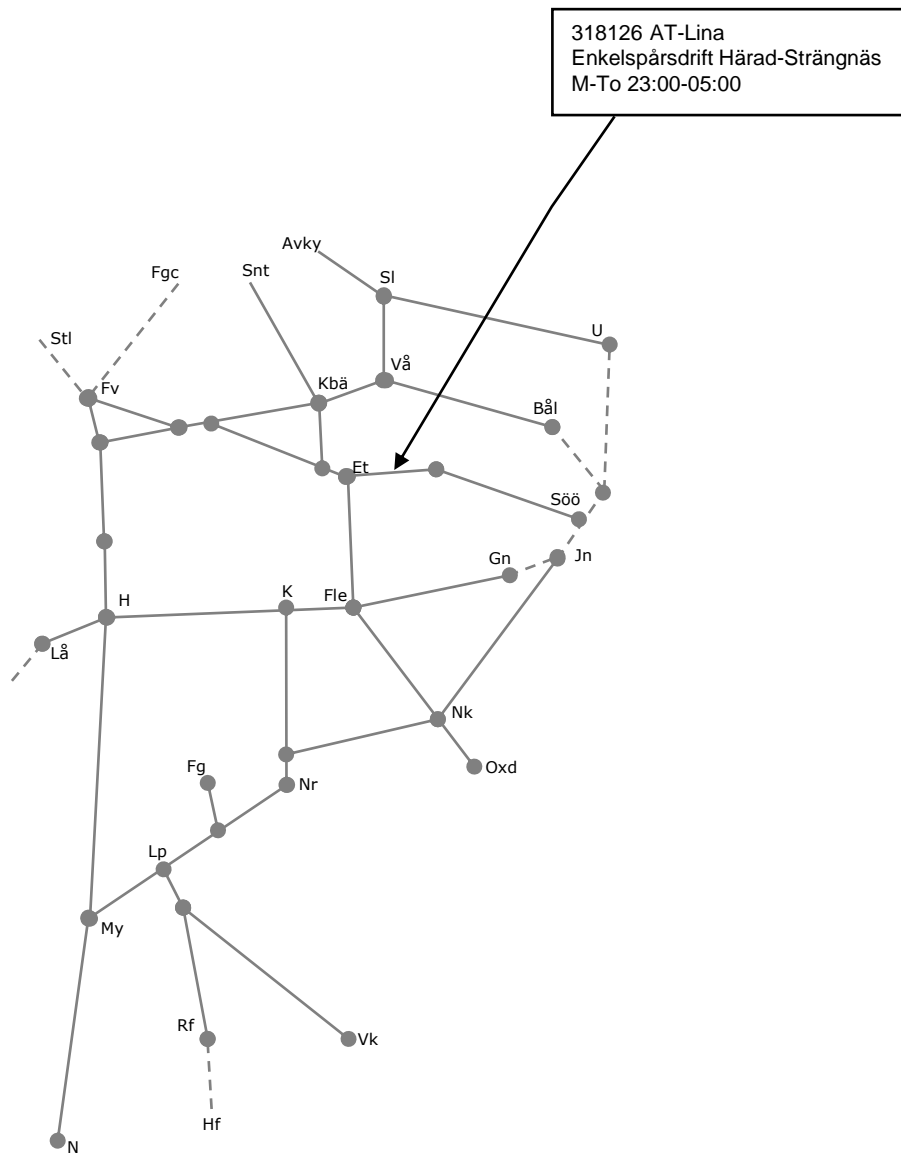 318126 AT-Lina
Enkelspårsdrift Härad-Strängnäs
M-To 23:00-05:00
Avky
Snt
Fgc
Sl
Stl
U
Vå
Kbä
Fv
Bål
Et
Söö
Gn
Jn
K
Fle
H
Lå
Nk
Fg
Nr
Oxd
Lp
My
Rf
Vk
Hf
N